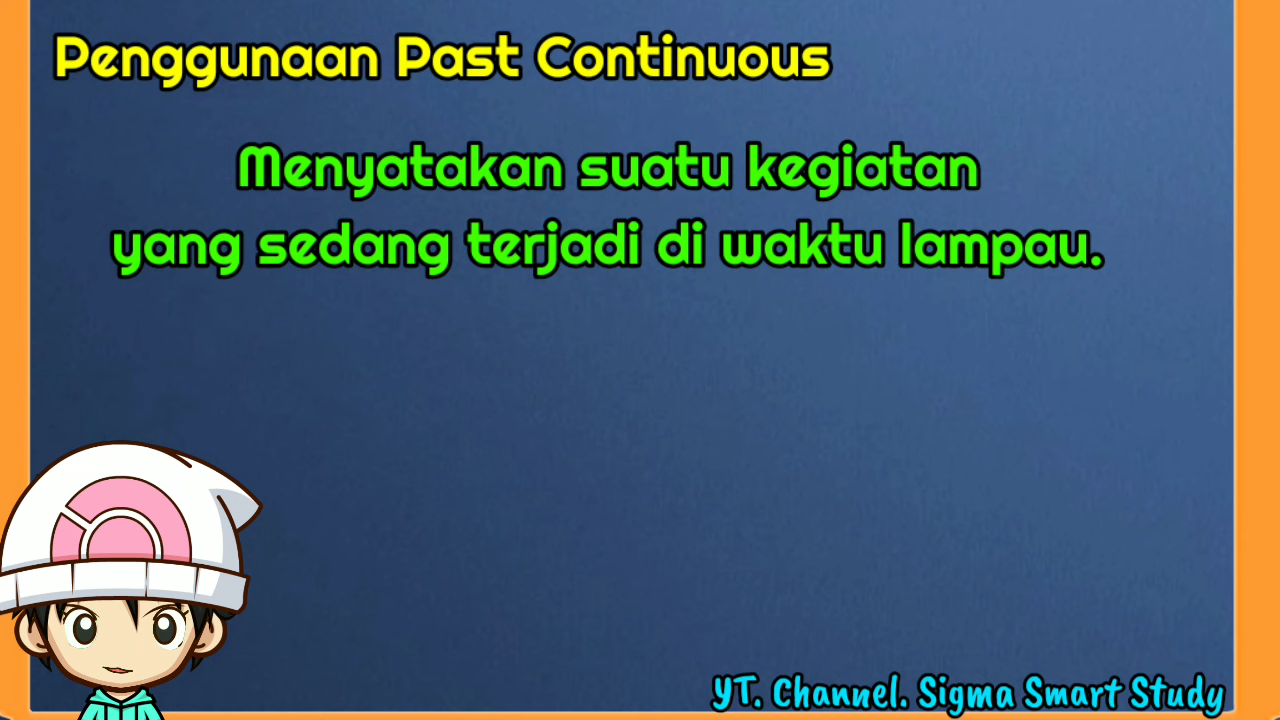 Penggunaan Past Continuous
Menyatakan suatu kegiatan
yang sedang terjadi di waktu lampau.
YT. Channel. Sigma Smart Study